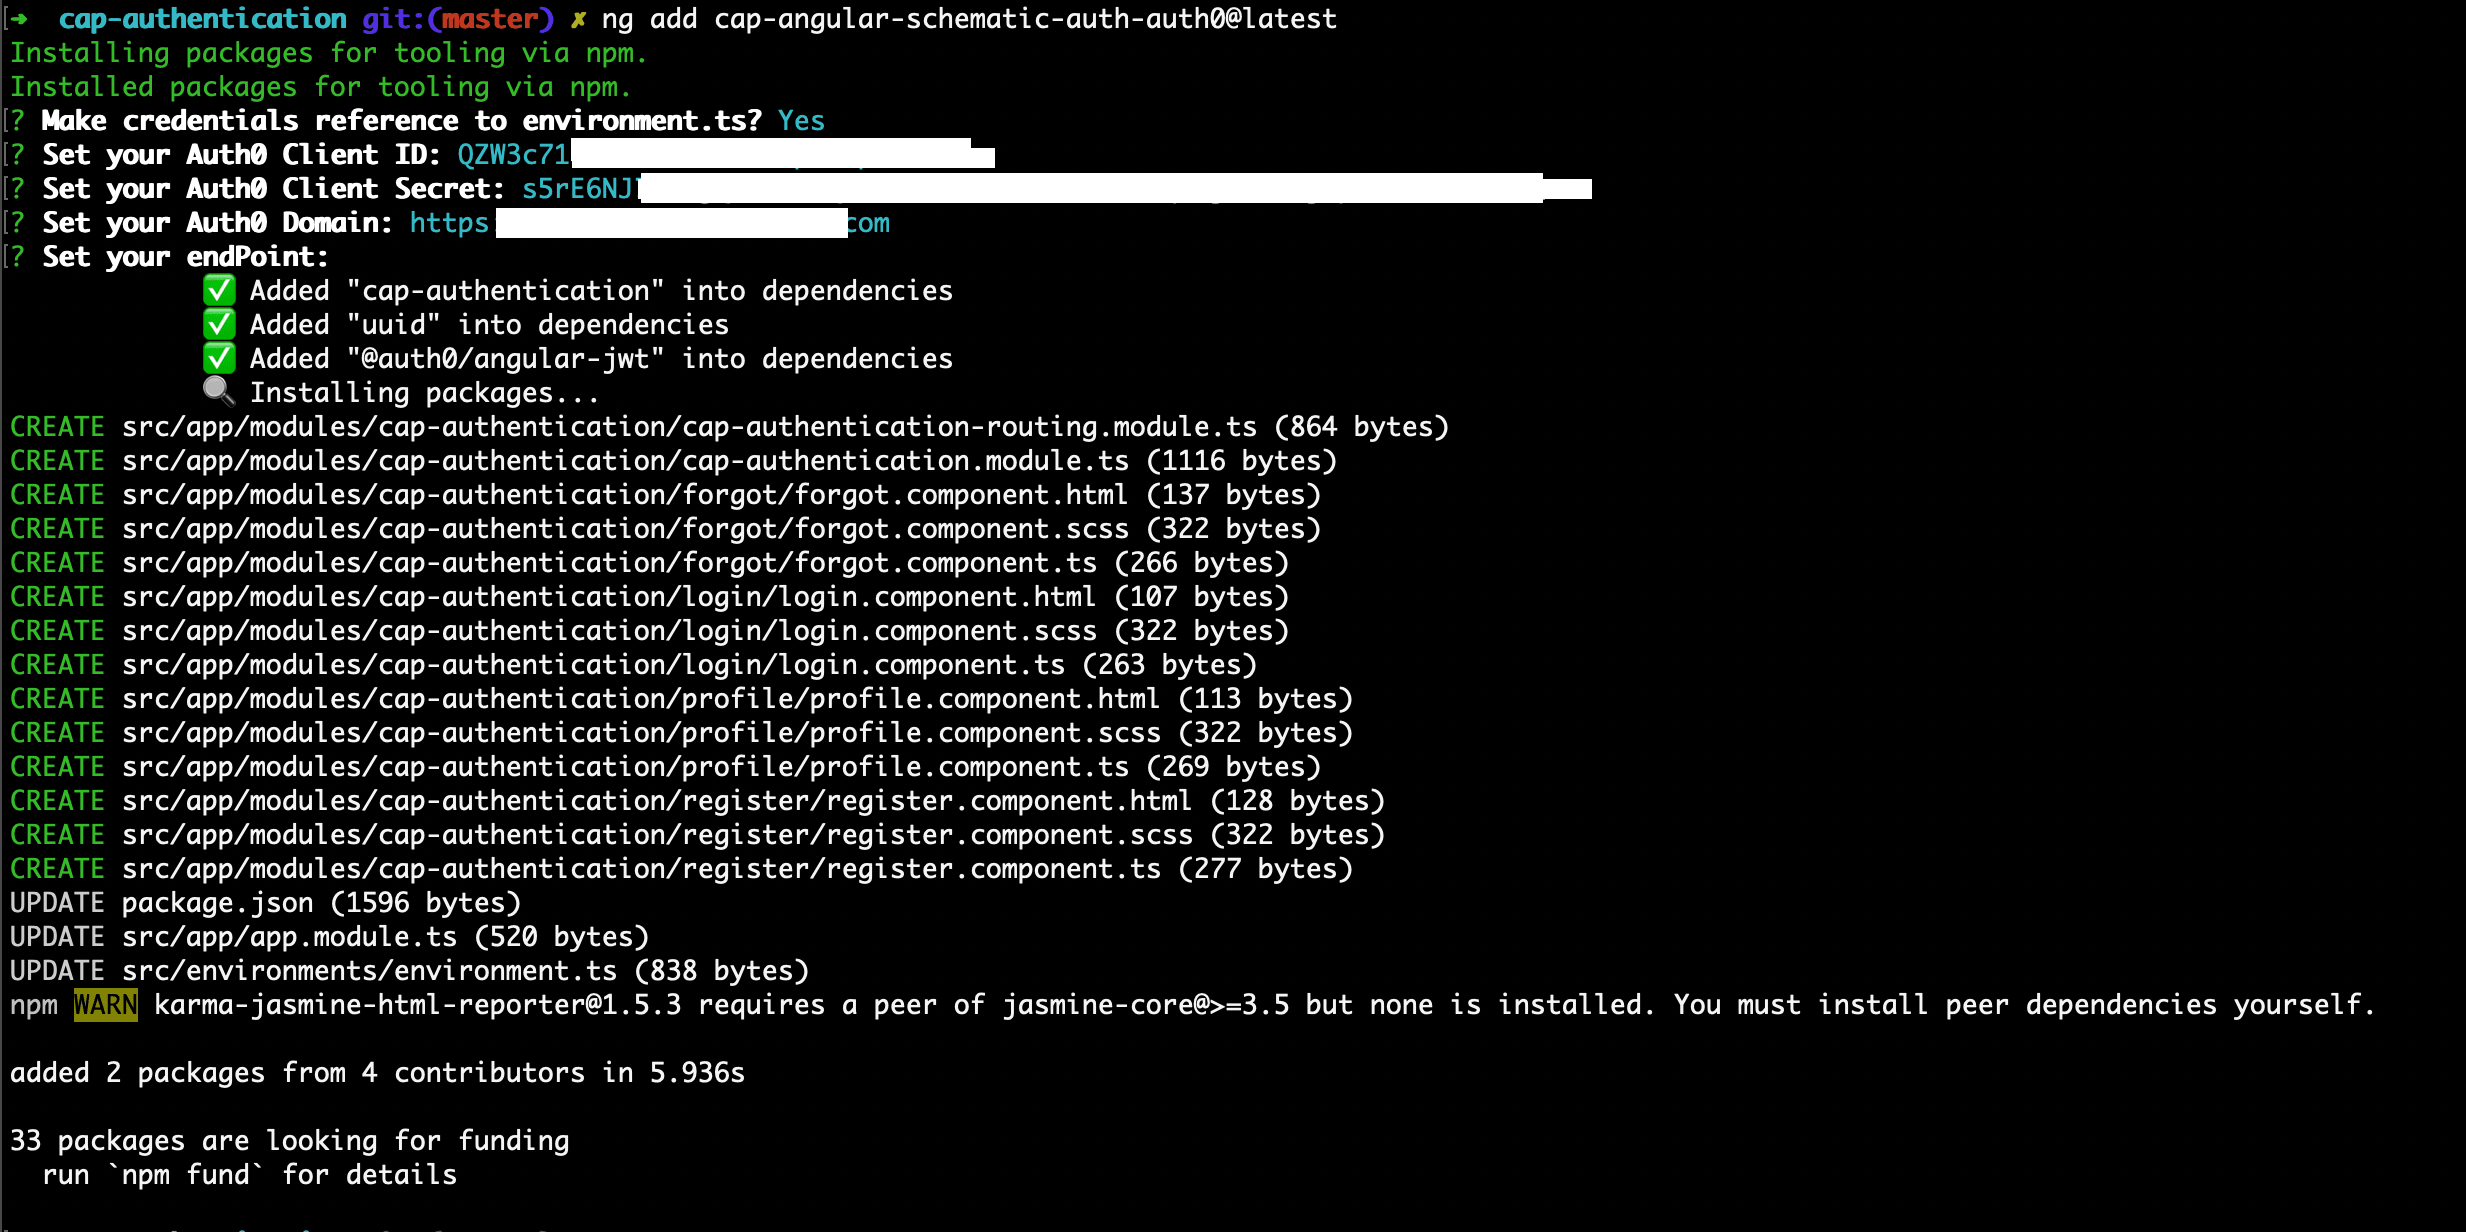 ➜ cap-authentication git:(master) ✗ ng add cap-angular-schematic-auth-auth0@latest
Installing packages for tooling via npm.
Installed packages for tooling via npm.
? Make credentials reference to environment.ts? Yes
? Set your Auth0 Client ID: QZW3c71
? Set your Auth0 Client Secret: s5rE6NJ
? Set your Auth0 Domain: https com
? Set your endPoint:
✅ Added "cap-authentication" into dependencies
✅ Added "uuid" into dependencies
✅ Added "@auth0/angular-jwt" into dependencies
🔍 Installing packages...
CREATE src/app/modules/cap-authentication/cap-authentication-routing.module.ts (864 bytes)
CREATE src/app/modules/cap-authentication/cap-authentication.module.ts (1116 bytes)
CREATE src/app/modules/cap-authentication/forgot/forgot.component.html (137 bytes)
CREATE src/app/modules/cap-authentication/forgot/forgot.component.scss (322 bytes)
CREATE src/app/modules/cap-authentication/forgot/forgot.component.ts (266 bytes)
CREATE src/app/modules/cap-authentication/login/login.component.html (107 bytes)
CREATE src/app/modules/cap-authentication/login/login.component.scss (322 bytes)
CREATE src/app/modules/cap-authentication/login/login.component.ts (263 bytes)
CREATE src/app/modules/cap-authentication/profile/profile.component.html (113 bytes)
CREATE src/app/modules/cap-authentication/profile/profile.component.scss (322 bytes)
CREATE src/app/modules/cap-authentication/profile/profile.component.ts (269 bytes)
CREATE src/app/modules/cap-authentication/register/register.component.html (128 bytes)
CREATE src/app/modules/cap-authentication/register/register.component.scss (322 bytes)
CREATE src/app/modules/cap-authentication/register/register.component.ts (277 bytes)
UPDATE package.json (1596 bytes)
UPDATE src/app/app.module.ts (520 bytes)
UPDATE src/environments/environment.ts (838 bytes)
npm WARN karma-jasmine-html-reporter@1.5.3 requires a peer of jasmine-core@>=3.5 but none is installed. You must install peer dependencies yourself.
added 2 packages from 4 contributors in 5.936s
33 packages are looking for funding
run `npm fund` for details